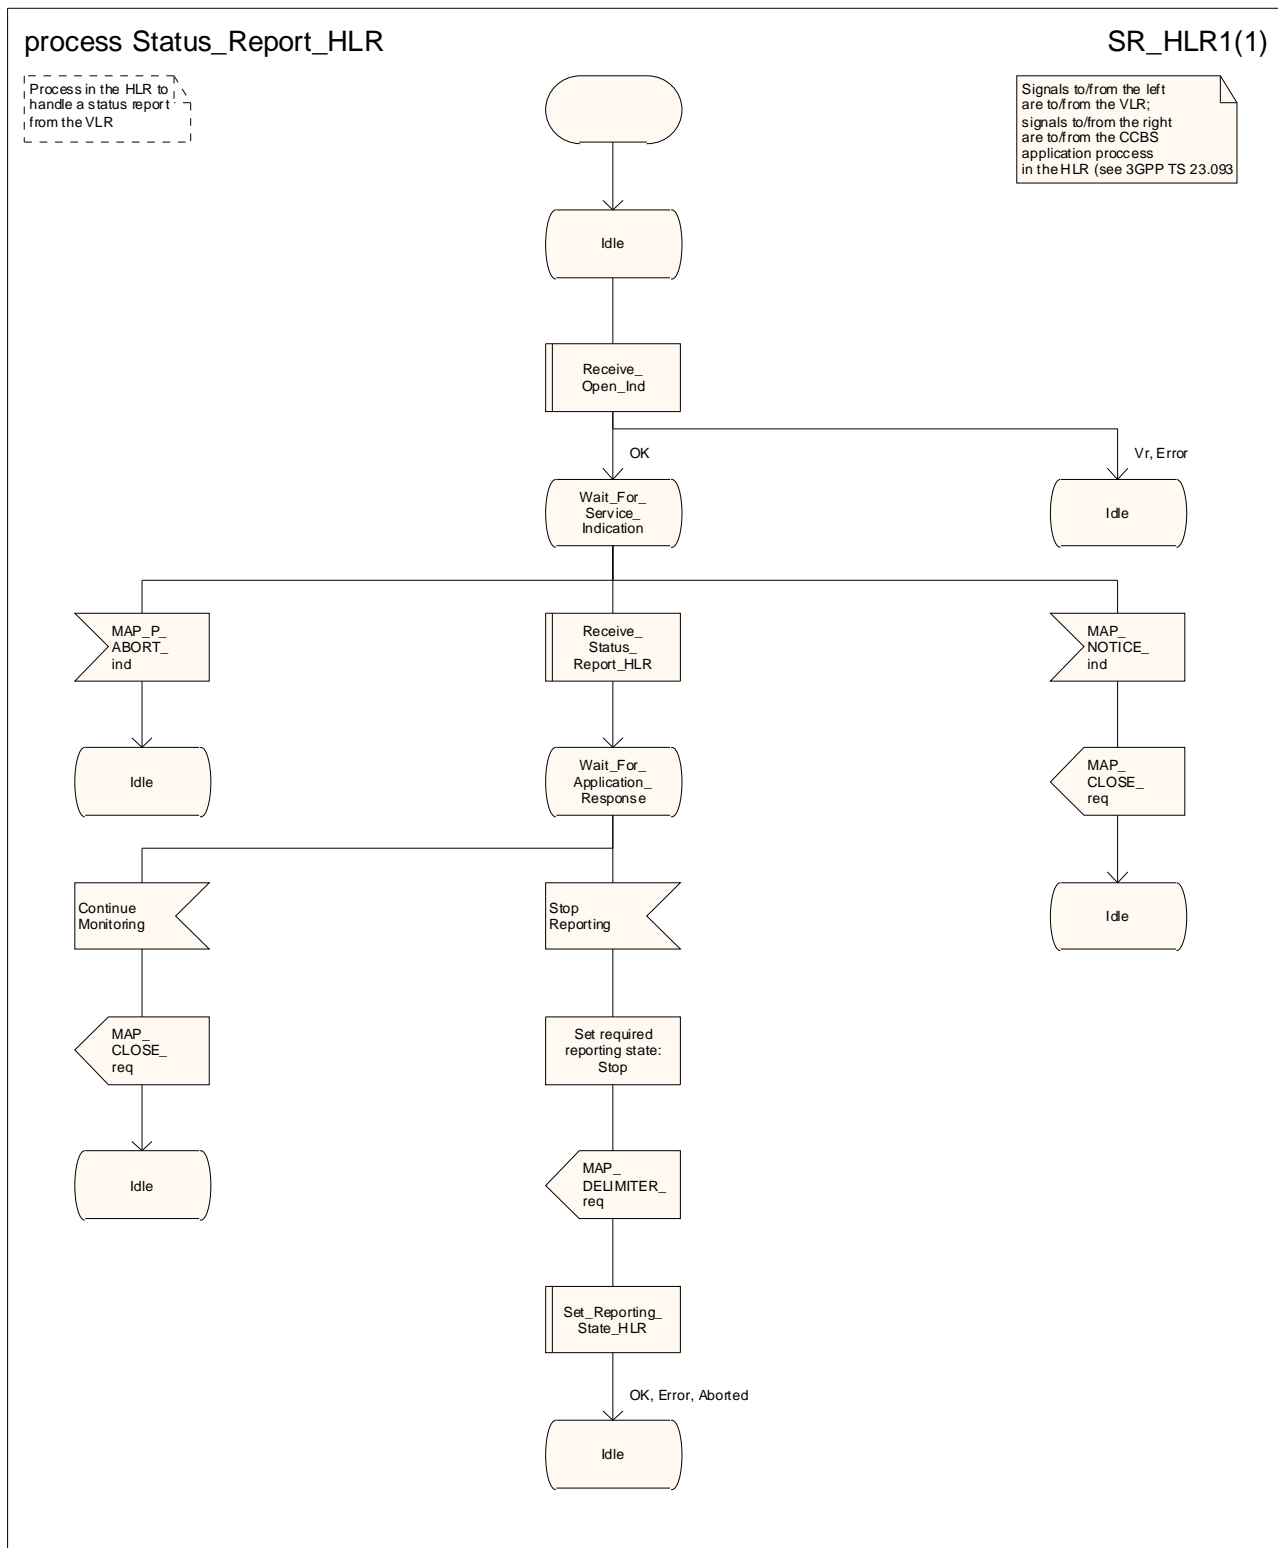 process Status_Report_HLR
SR_HLR1(1)
Process in the HLR to
handle a status report
from the VLR
Signals to/from the left
are to/from the VLR;
signals to/from the right
are to/from the CCBS
application proccess
in the HLR (see 3GPP TS 23.093
Idle
Receive_
Open_Ind
OK
Vr, Error
Wait_For_
Service_
Indication
Idle
MAP_P_
ABORT_
ind
Receive_
Status_
Report_HLR
MAP_
NOTICE_
ind
Idle
Wait_For_
Application_
Response
MAP_
CLOSE_
req
Continue
Monitoring
Stop
Reporting
Idle
MAP_
CLOSE_
req
Set required
reporting state:
Stop
Idle
MAP_
DELIMITER_
req
Set_Reporting_
State_HLR
OK, Error, Aborted
Idle